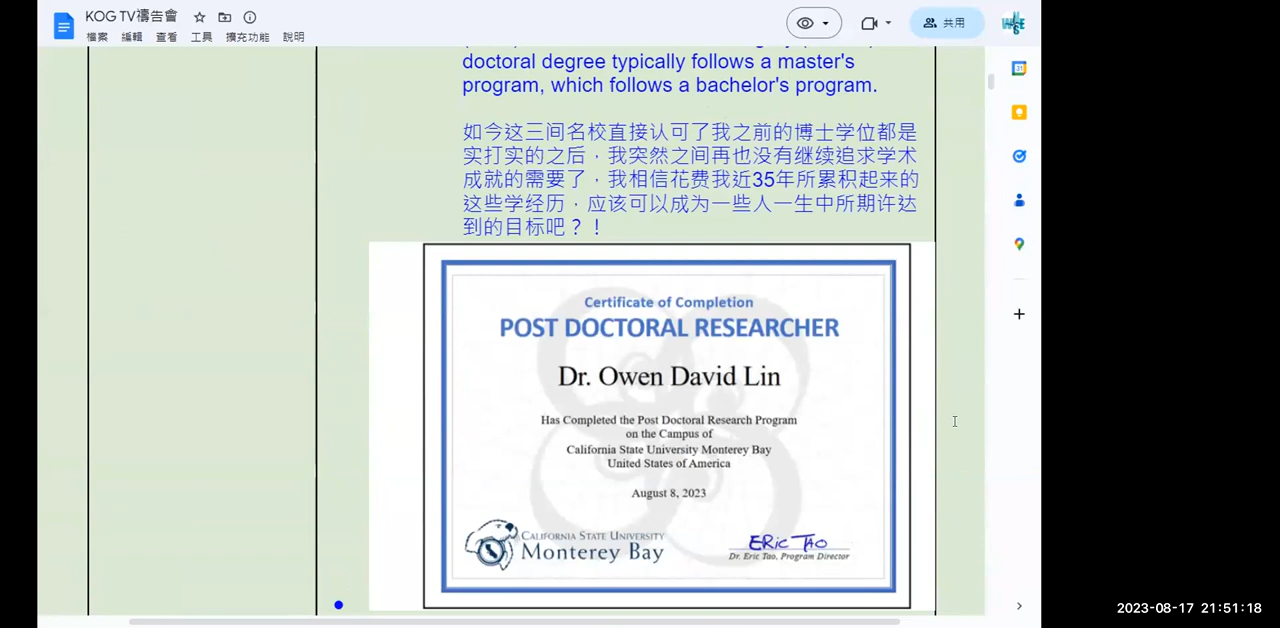 KOG TV禱告會
檔案 編輯 查看 工具 擴充功能 說明
共用
doctoral degree typically follows a master's
program, which follows a bachelor's program.
如今这三间名校直接认可了我之前的博士学位都是
实打实的之后，我突然之间再也没有继续追求学术
成就的需要了，我相信花费我近35年所累积起来的
这些学经历，应该可以成为一些人一生中所期许达
到的目标吧？！
Certificate of Completion
POST DOCTORAL RESEARCHER
Dr. Owen David Lin
Has Completed the Post Doctoral Research Program
on the Campus of
California State University Monterey Bay
United States of America
August 8, 2023
CALIFORNIA STATE UNIVERSITY
Monterey Bay
ERic TAo
Dr. Eric Tao, Program Director
31
2023-08-17 21:51:18